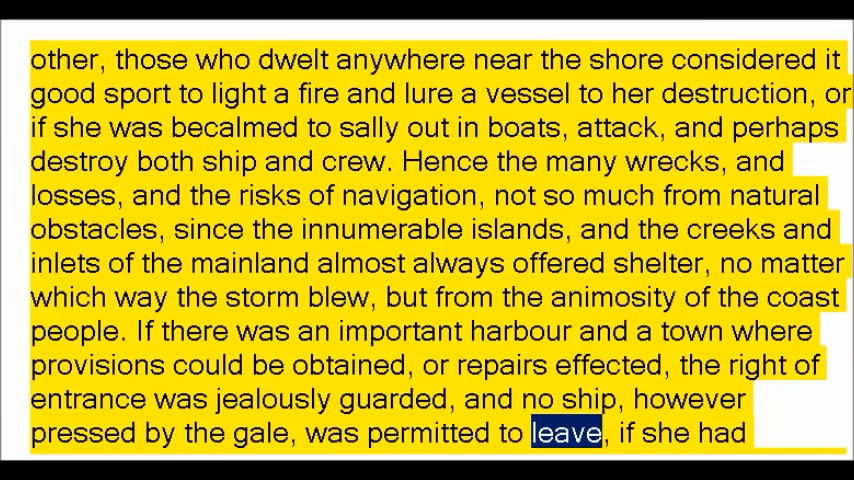 other, those who dwelt anywhere near the shore considered it
good sport to light a fire and lure a vessel to her destruction, or
if she was becalmed to sally out in boats, attack, and perhaps
destroy both ship and crew. Hence the many wrecks, and
losses, and the risks of navigation, not so much from natural
obstacles, since the innumerable islands, and the creeks and
inlets of the mainland almost always offered shelter, no matter
which way the storm blew, but from the animosity of the coast
people. If there was an important harbour and a town where
provisions could be obtained, or repairs effected, the right of
entrance was jealously guarded, and no ship, however
pressed by the gale, was permitted to leave, if she had